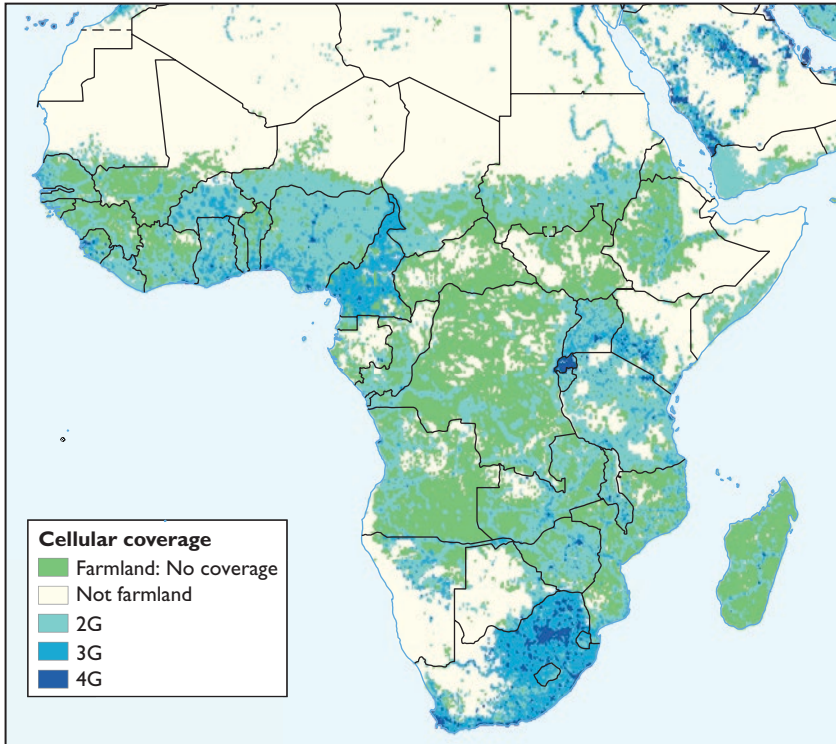 Cellular coverage
Farmland: No coverage
Not farmland
2G
3G
4G